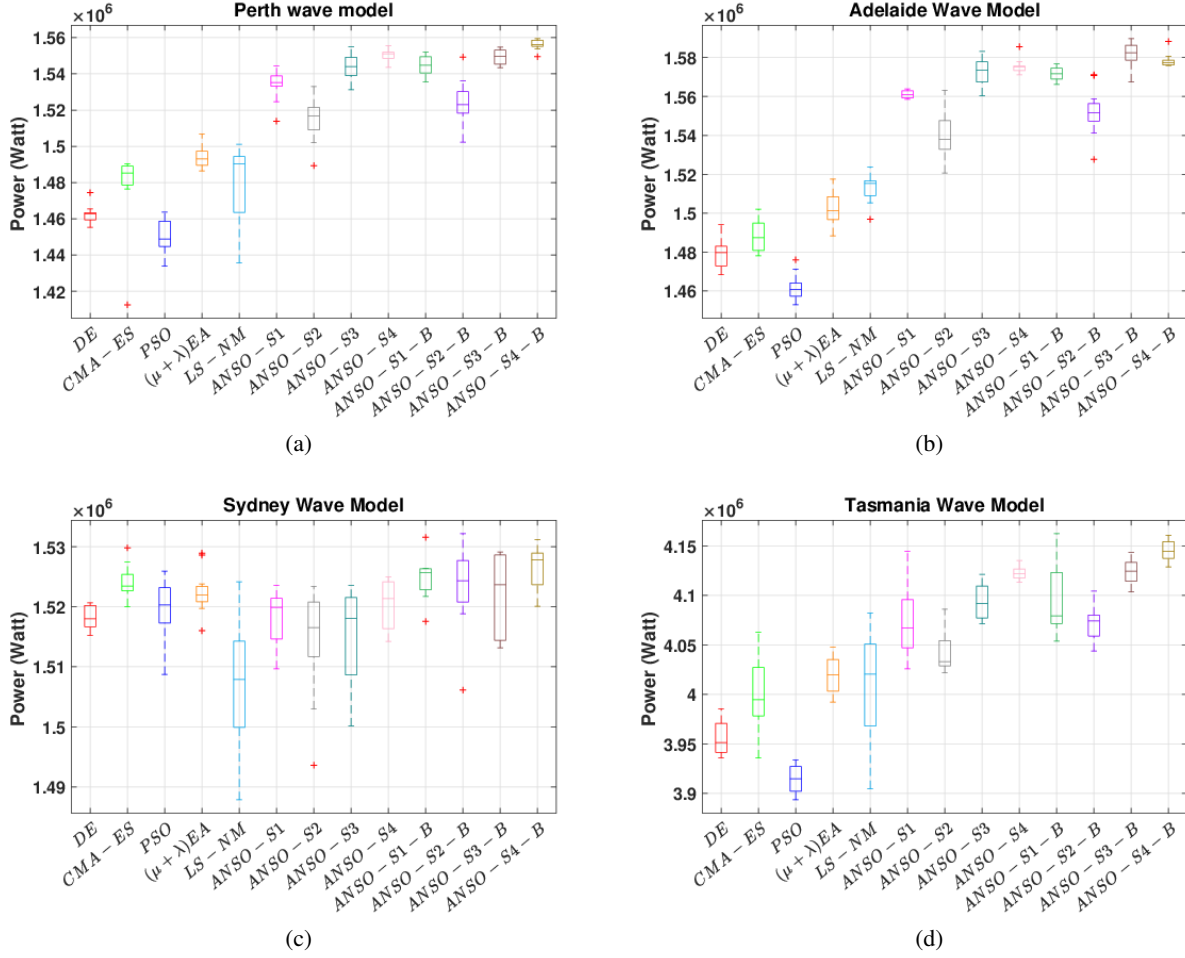 Perth wave model
×10^6
Power (Watt)
1.56
1.54
1.52
1.5
1.48
1.46
1.44
1.42
DE
CMA − ES
PSO
(μ + λ)EA
LS − NM
ANSO − S1
ANSO − S2
ANSO − S3
ANSO − S4
ANSO − S1 − B
ANSO − S2 − B
ANSO − S3 − B
ANSO − S4 − B
(a)
Adelaide Wave Model
×10^6
Power (Watt)
1.58
1.56
1.54
1.52
1.5
1.48
1.46
DE
CMA − ES
PSO
(μ + λ)EA
LS − NM
ANSO − S1
ANSO − S2
ANSO − S3
ANSO − S4
ANSO − S1 − B
ANSO − S2 − B
ANSO − S3 − B
ANSO − S4 − B
(b)
Sydney Wave Model
×10^6
Power (Watt)
1.53
1.52
1.51
1.5
1.49
DE
CMA − ES
PSO
(μ + λ)EA
LS − NM
ANSO − S1
ANSO − S2
ANSO − S3
ANSO − S4
ANSO − S1 − B
ANSO − S2 − B
ANSO − S3 − B
ANSO − S4 − B
(c)
Tasmania Wave Model
×10^6
Power (Watt)
4.15
4.1
4.05
4
3.95
3.9
DE
CMA − ES
PSO
(μ + λ)EA
LS − NM
ANSO − S1
ANSO − S2
ANSO − S3
ANSO − S4
ANSO − S1 − B
ANSO − S2 − B
ANSO − S3 − B
ANSO − S4 − B
(d)